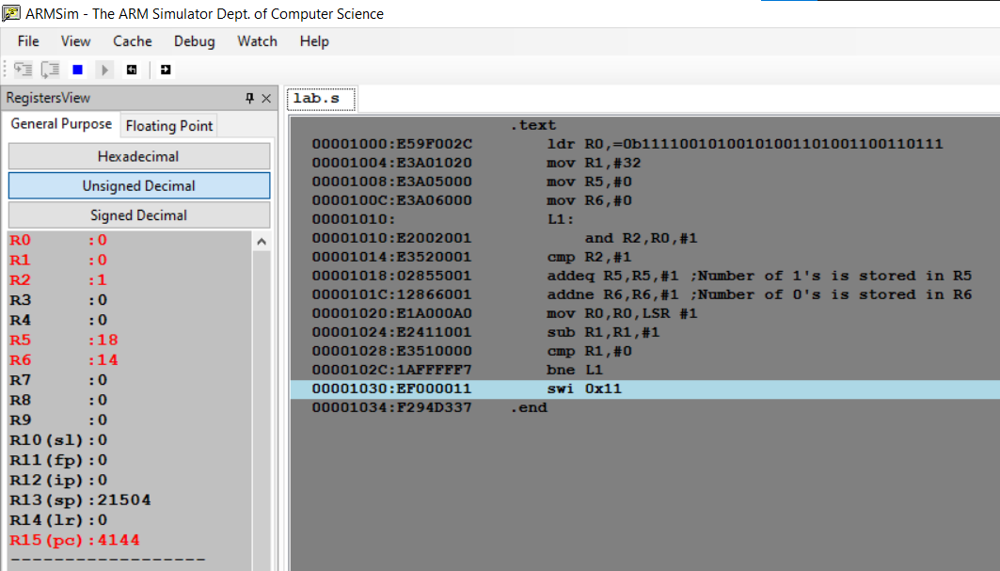 ARMSim - The ARM Simulator Dept. of Computer Science
File View Cache Debug Watch Help
RegistersView
General Purpose Floating Point
Hexadecimal
Unsigned Decimal
Signed Decimal
R0 :0
R1 :0
R2 :1
R3 :0
R4 :0
R5 :18
R6 :14
R7 :0
R8 :0
R9 :0
R10(sl):0
R11(fp):0
R12(ip):0
R13(sp):21504
R14(lr):0
R15(pc):4144
------------------
lab.s
.text
00001000:E59F002C ldr R0,=0b11110010100101001101001100110111
00001004:E3A01020 mov R1,#32
00001008:E3A05000 mov R5,#0
0000100C:E3A06000 mov R6,#0
00001010: L1:
00001010:E2002001 and R2,R0,#1
00001014:E3520001 cmp R2,#1
00001018:02855001 addeq R5,R5,#1 ;Number of 1's is stored in R5
0000101C:12866001 addne R6,R6,#1 ;Number of 0's is stored in R6
00001020:E1A000A0 mov R0,R0,LSR #1
00001024:E2411001 sub R1,R1,#1
00001028:E3510000 cmp R1,#0
0000102C:1AFFFFF7 bne L1
00001030:EF000011 swi 0x11
00001034:F294D337 .end